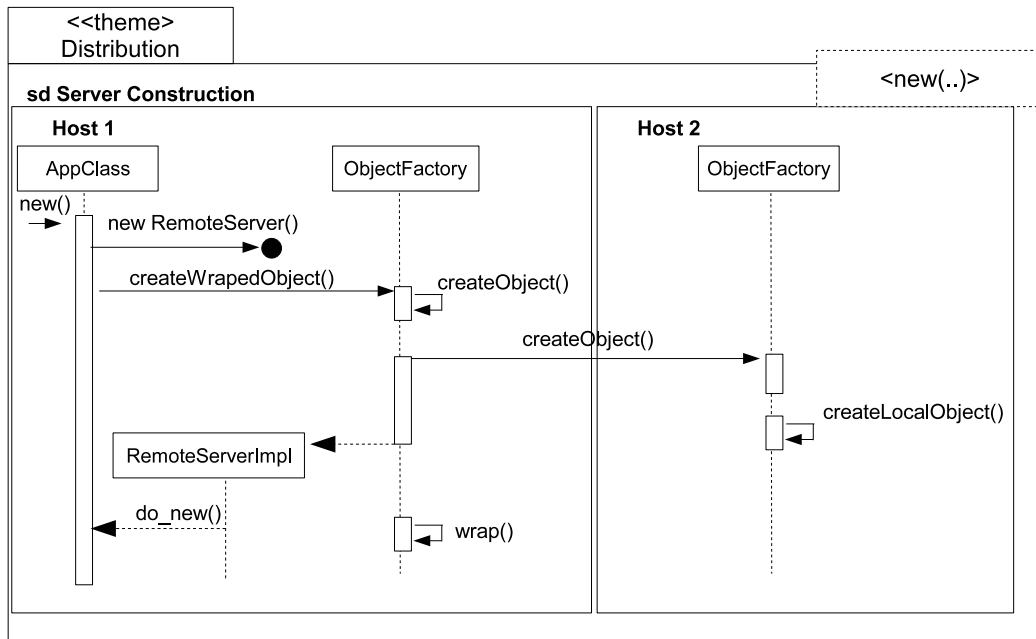 <<theme>
Distribution
<new(..)>
sd Server Construction
Host 1
Host 2
AppClass
ObjectFactory
ObjectFactory
new()
new RemoteServer()
createWrapedObject()
createObject()
createObject()
createLocalObject()
RemoteServerImpl
do_new()
wrap()